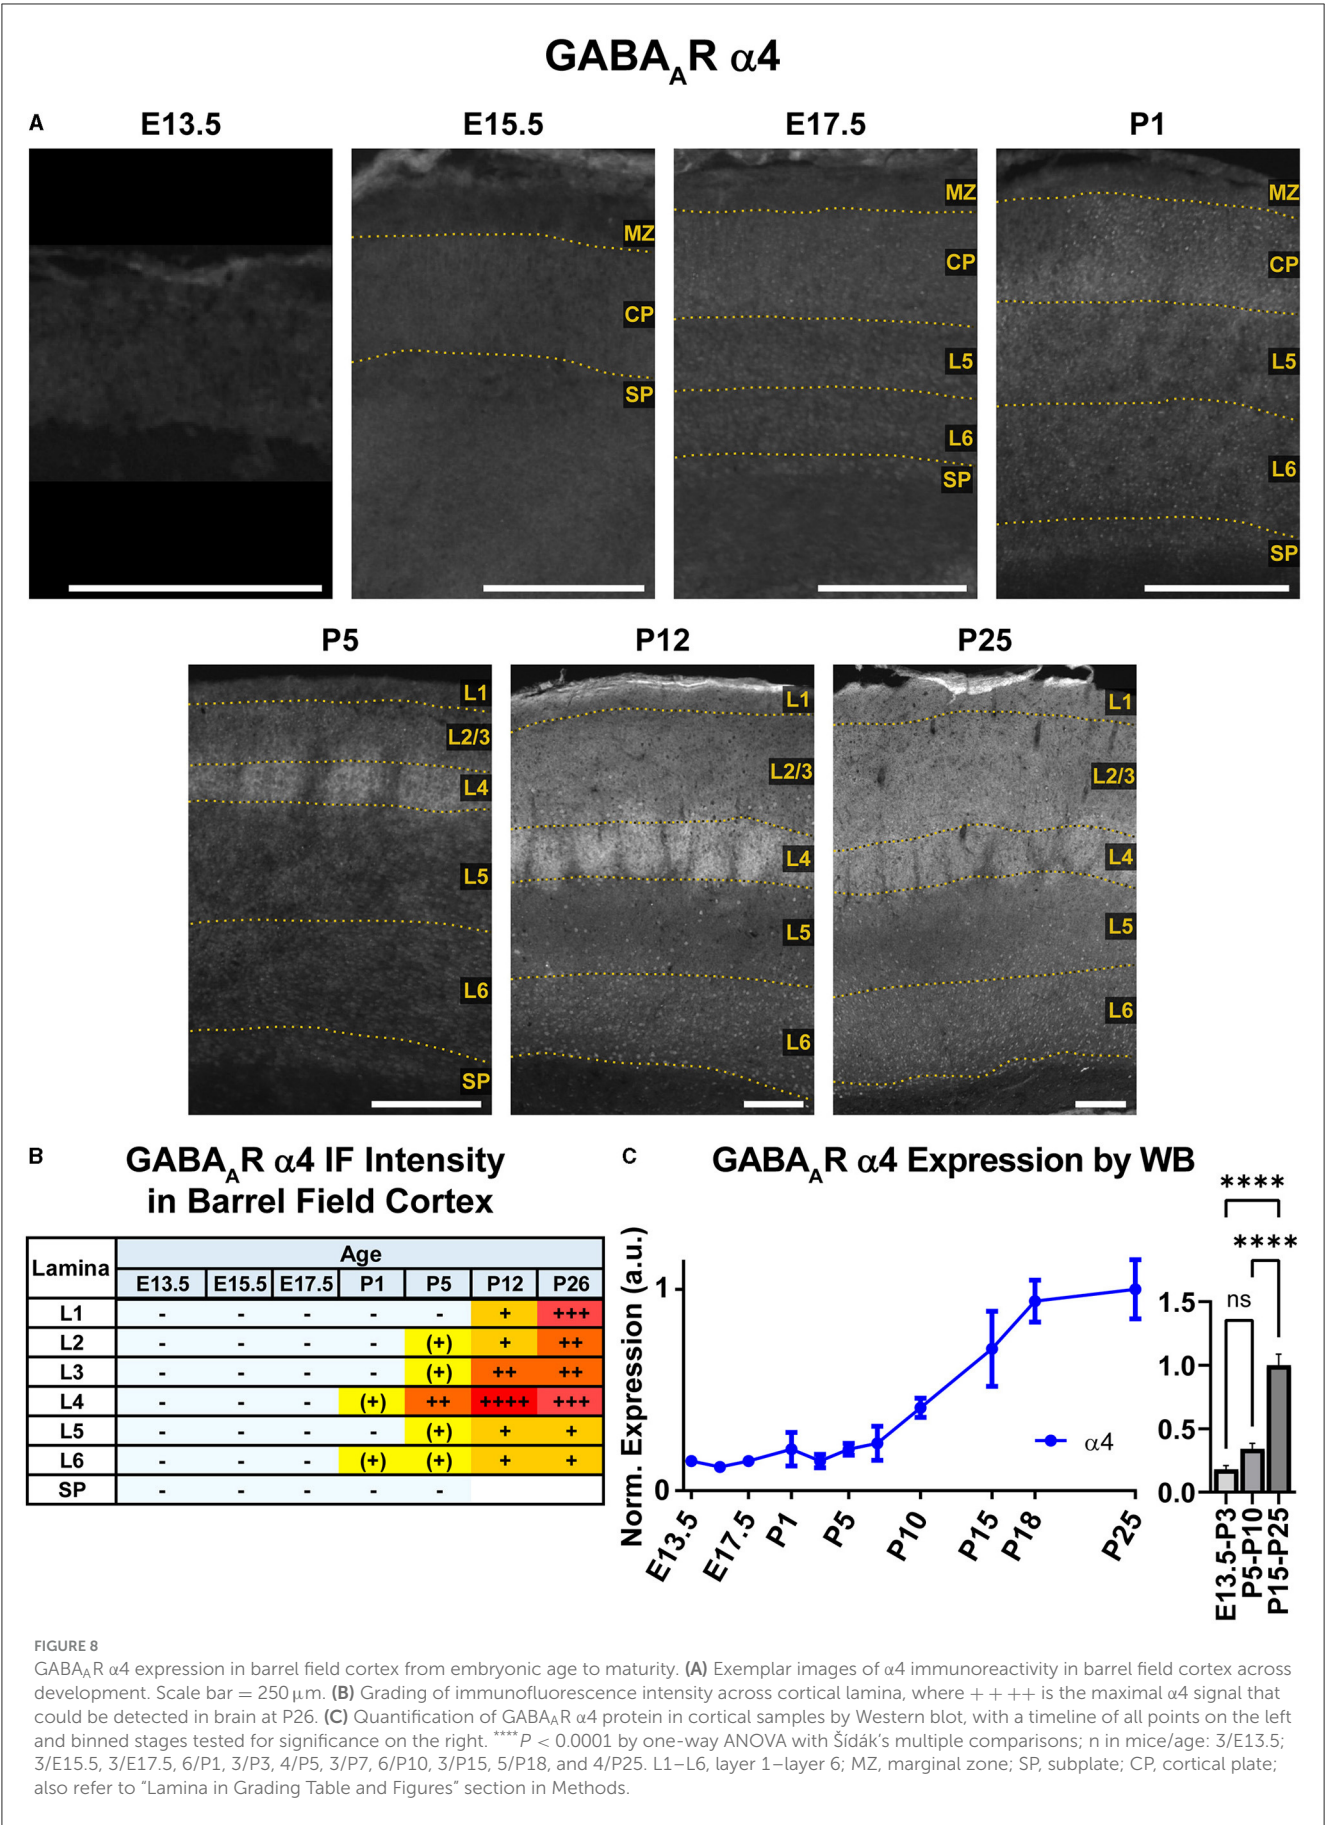 GABA_AR α4
A
E13.5 E15.5 E17.5 P1
MZ
CP
SP
MZ
CP
L5
L6
SP
MZ
CP
L5
L6
SP
P5 P12 P25
L1
L2/3
L4
L5
L6
SP
L1
L2/3
L4
L5
L6
L1
L2/3
L4
L5
L6
B
GABA_AR α4 IF Intensity
in Barrel Field Cortex
Lamina Age
E13.5 E15.5 E17.5 P1 P5 P12 P26
L1 - - - - - + +++
L2 - - - - (+) + ++
L3 - - - - (+) ++ ++
L4 - - - (+) ++ ++++ +++
L5 - - - - (+) + +
L6 - - - (+) (+) + +
SP - - - - -
C
GABA_AR α4 Expression by WB
Norm. Expression (a.u.)
1
0
E13.5 E17.5 P1 P5 P10 P15 P18 P25
α4
****
****
ns
1.5
1.0
0.5
0.0
E13.5-P3
P5-P10
P15-P25
FIGURE 8
GABA_AR α4 expression in barrel field cortex from embryonic age to maturity. (A) Exemplar images of α4 immunoreactivity in barrel field cortex across
development. Scale bar = 250 μm. (B) Grading of immunofluorescence intensity across cortical lamina, where + + ++ is the maximal α4 signal that
could be detected in brain at P26. (C) Quantification of GABA_AR α4 protein in cortical samples by Western blot, with a timeline of all points on the left
and binned stages tested for significance on the right. ****P < 0.0001 by one-way ANOVA with Šídák's multiple comparisons; n in mice/age: 3/E13.5;
3/E15.5, 3/E17.5, 6/P1, 3/P3, 4/P5, 3/P7, 6/P10, 3/P15, 5/P18, and 4/P25. L1–L6, layer 1–layer 6; MZ, marginal zone; SP, subplate; CP, cortical plate;
also refer to "Lamina in Grading Table and Figures" section in Methods.